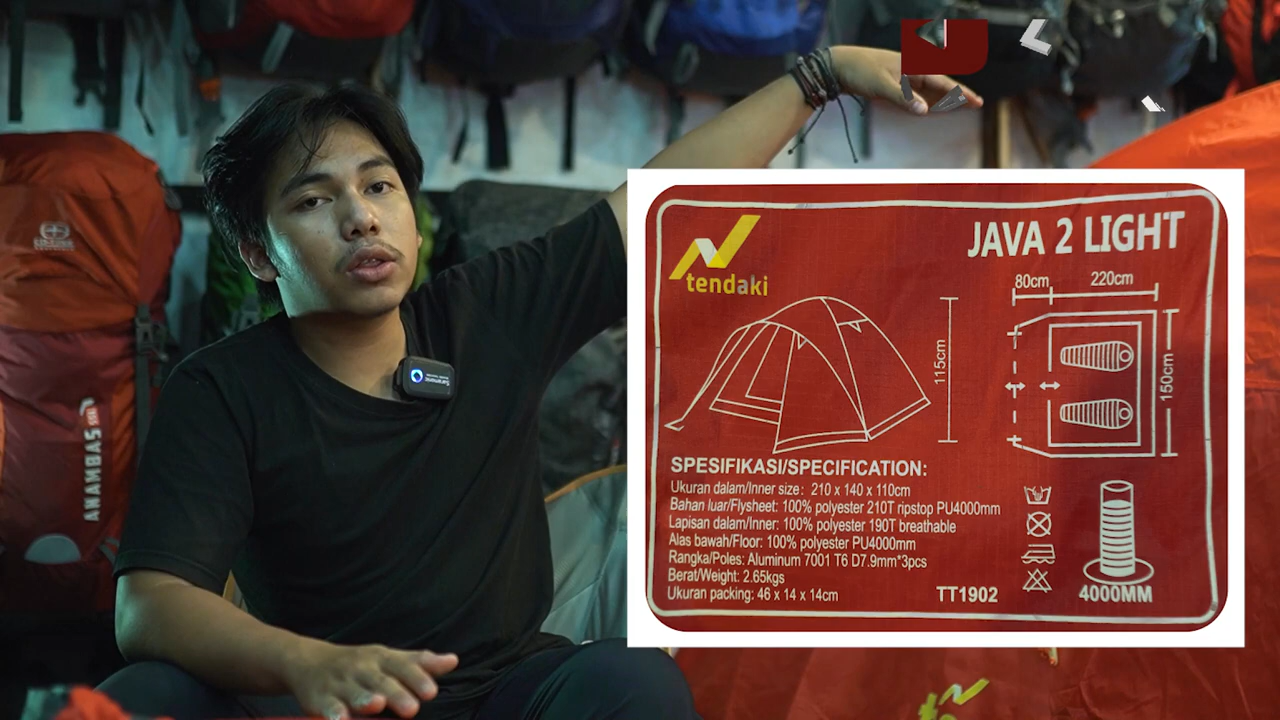 JAVA 2 LIGHT
tendaki
80cm
220cm
115cm
150cm
SPESIFIKASI/SPECIFICATION:
Ukuran dalam/Inner size: 210 x 140 x 110cm
Bahan luar/Flysheet: 100% polyester 210T ripstop PU4000mm
Lapisan dalam/Inner: 100% polyester 190T breathable
Alas bawah/Floor: 100% polyester PU4000mm
Rangka/Poles: Aluminum 7001 T6 D7.9mm*3pcs
Berat/Weight: 2.65kgs
Ukuran packing: 46 x 14 x 14cm
TT1902
4000MM
ANAMBAS
Saramonic